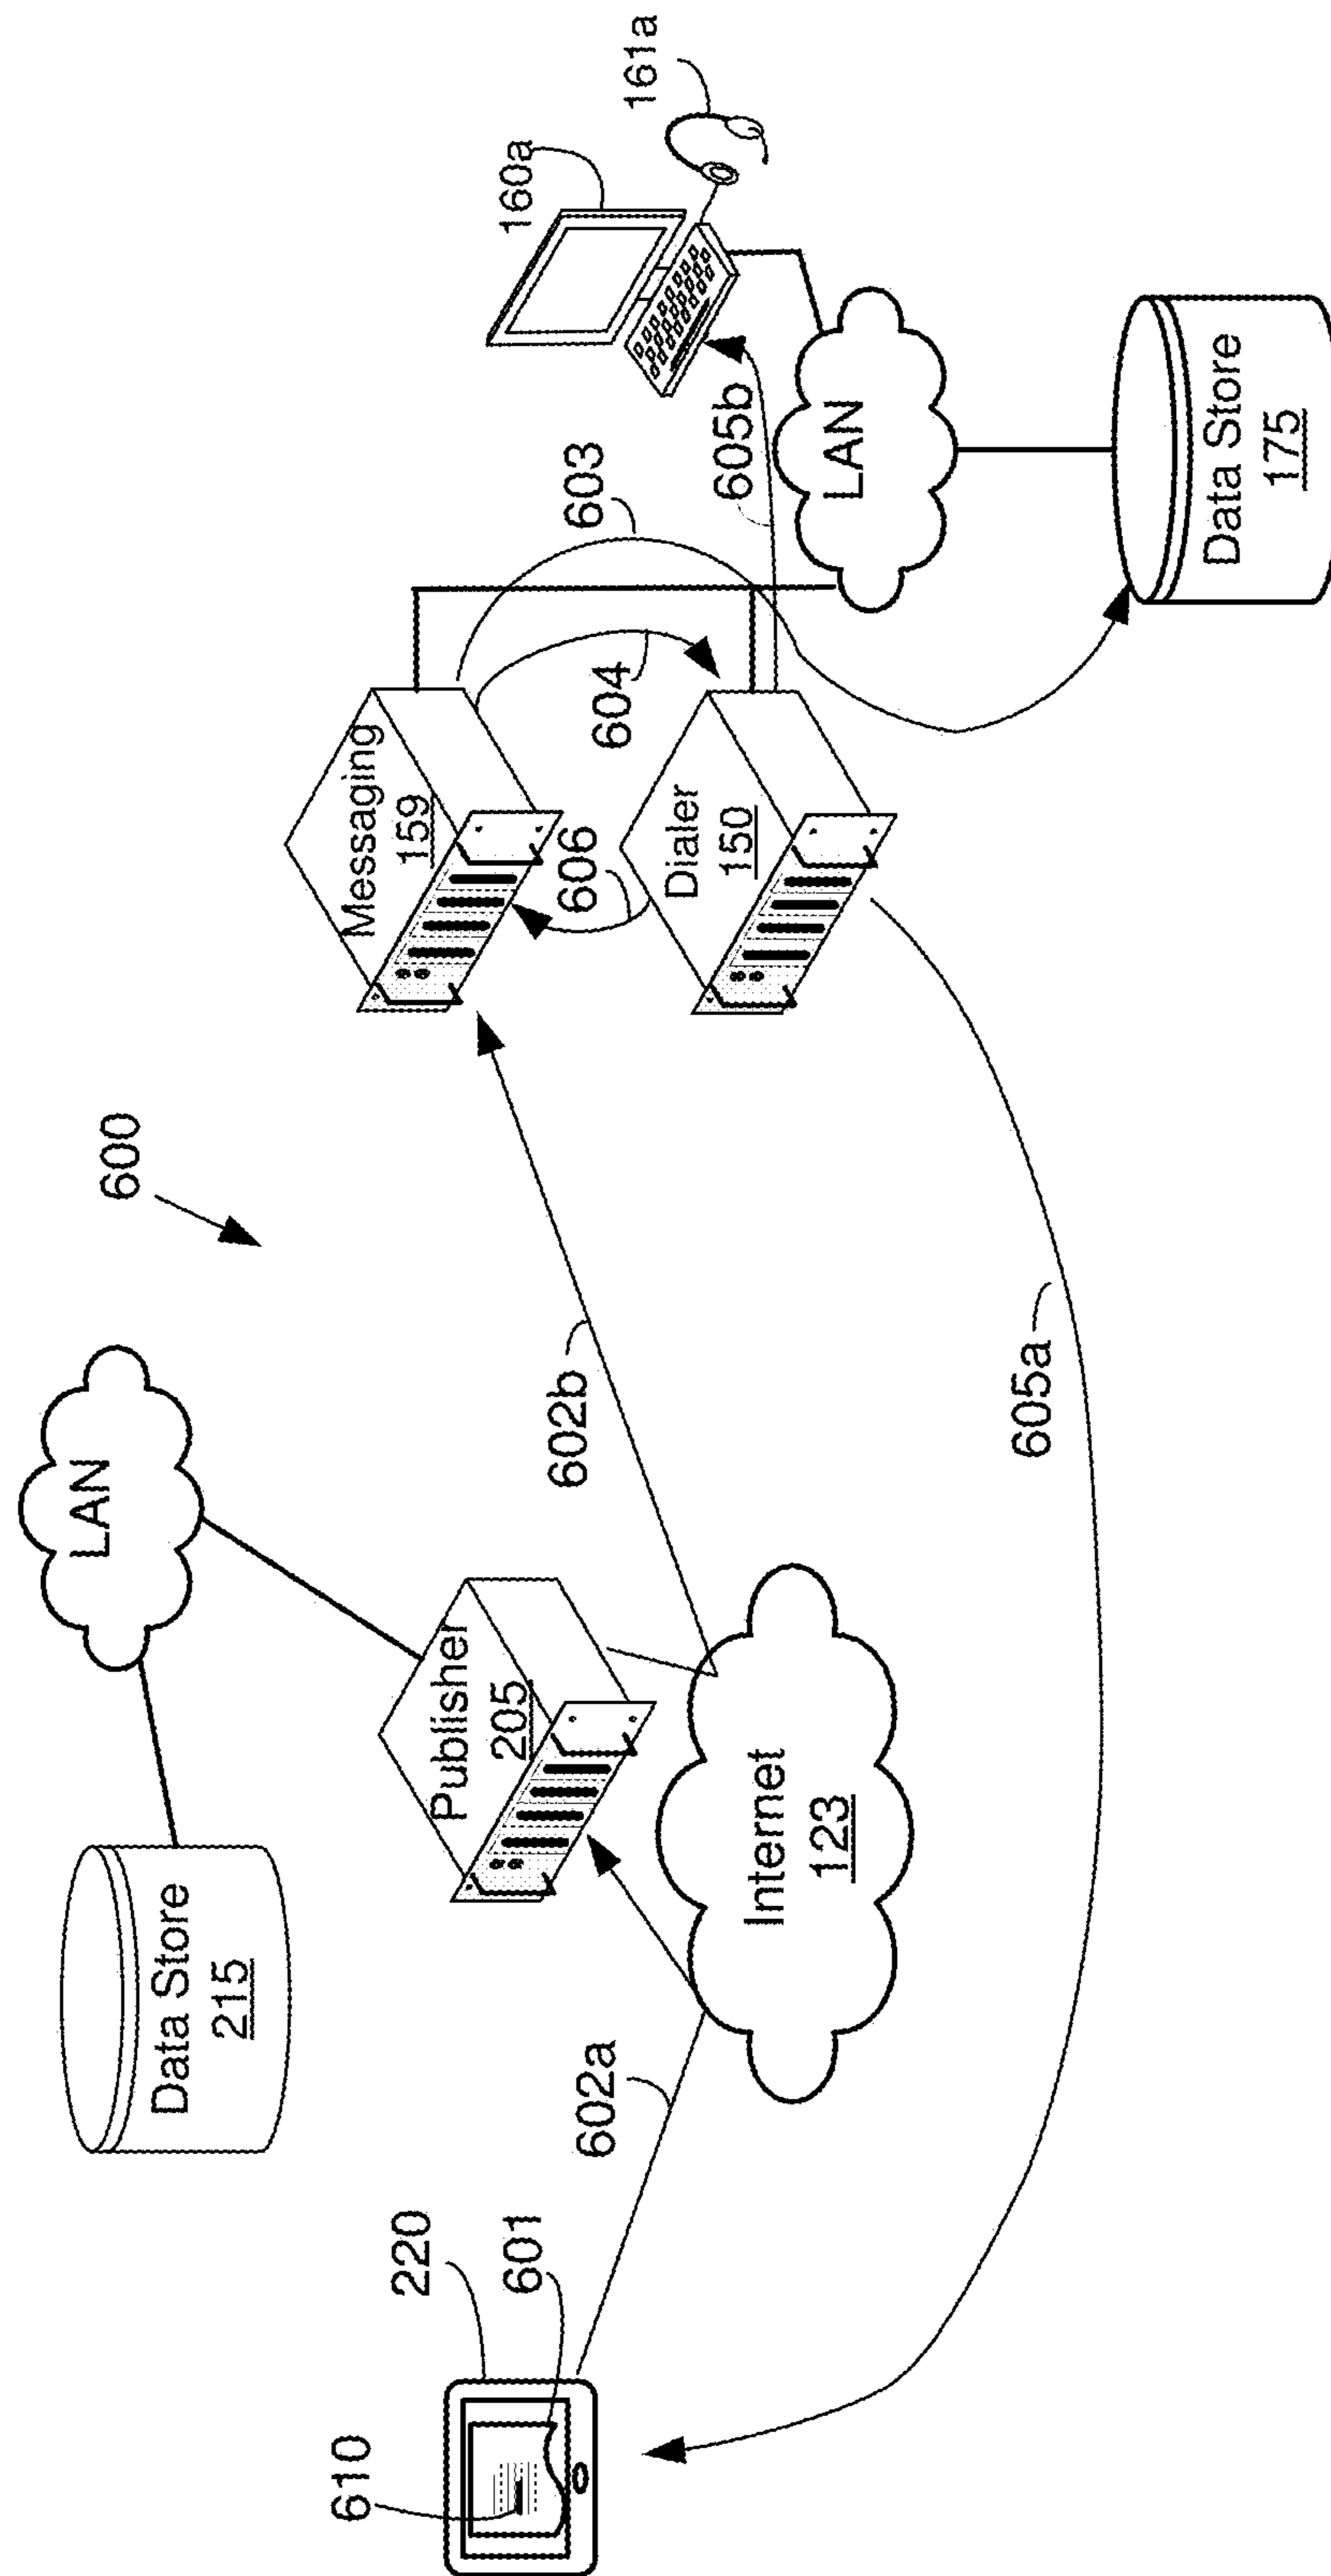 600
LAN
Data Store
215
Publisher
205
Messaging
159
160a
161a
220
601
610
602a
602b
606
604
603
605b
Dialer
150
Internet
123
LAN
605a
Data Store
175